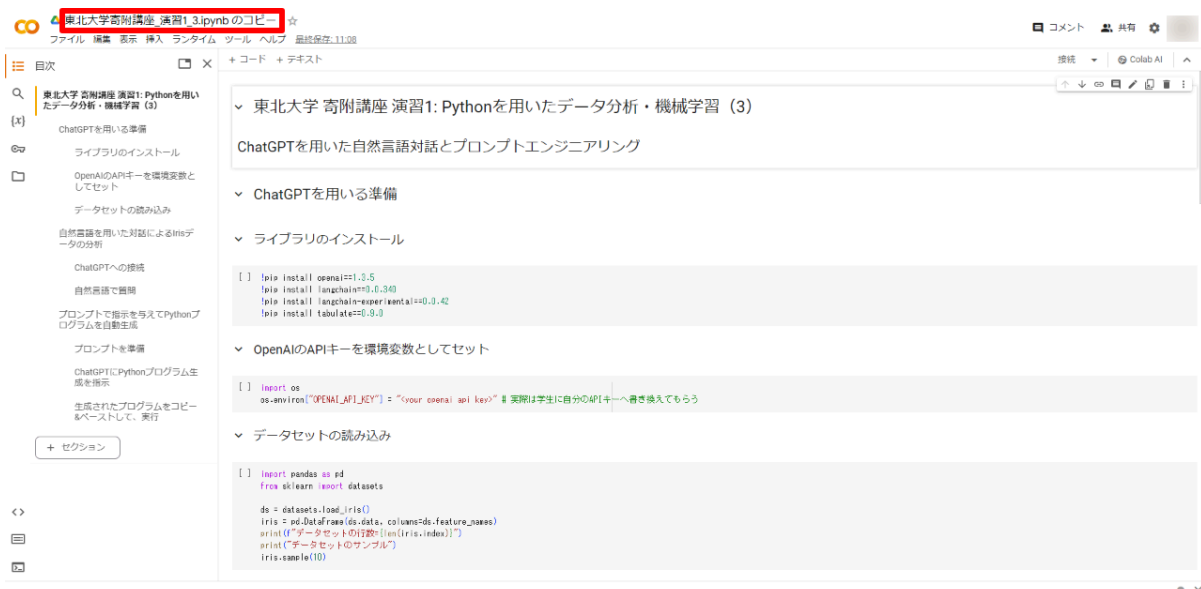 東北大学寄附講座_演習1_3.ipynb のコピー
ファイル 編集 表示 挿入 ランタイム ツール ヘルプ 最終保存: 11:08
コメント 共有
目次
+ コード + テキスト
接続 Colab AI
東北大学 寄附講座 演習1: Pythonを用い
たデータ分析・機械学習（3）
ChatGPTを用いる準備
ライブラリのインストール
OpenAIのAPIキーを環境変数と
してセット
データセットの読み込み
自然言語を用いた対話によるIrisデ
ータの分析
ChatGPTへの接続
自然言語で質問
プロンプトで指示を与えてPythonプ
ログラムを自動生成
プロンプトを準備
ChatGPTにPythonプログラム生
成を指示
生成されたプログラムをコピー
&ペーストして、実行
+ セクション
東北大学 寄附講座 演習1: Pythonを用いたデータ分析・機械学習（3）
ChatGPTを用いた自然言語対話とプロンプトエンジニアリング
ChatGPTを用いる準備
ライブラリのインストール
[ ] !pip install openai==1.3.5
!pip install langchain==0.0.340
!pip install langchain-experimental==0.0.42
!pip install tabulate==0.9.0
OpenAIのAPIキーを環境変数としてセット
[ ] import os
os.environ["OPENAI_API_KEY"] = "<your openai api key>" # 実際は学生に自分のAPIキーへ書き換えてもらう
データセットの読み込み
[ ] import pandas as pd
from sklearn import datasets
ds = datasets.load_iris()
iris = pd.DataFrame(ds.data, columns=ds.feature_names)
print(f"データセットの行数={len(iris.index)}")
print("データセットのサンプル")
iris.sample(10)